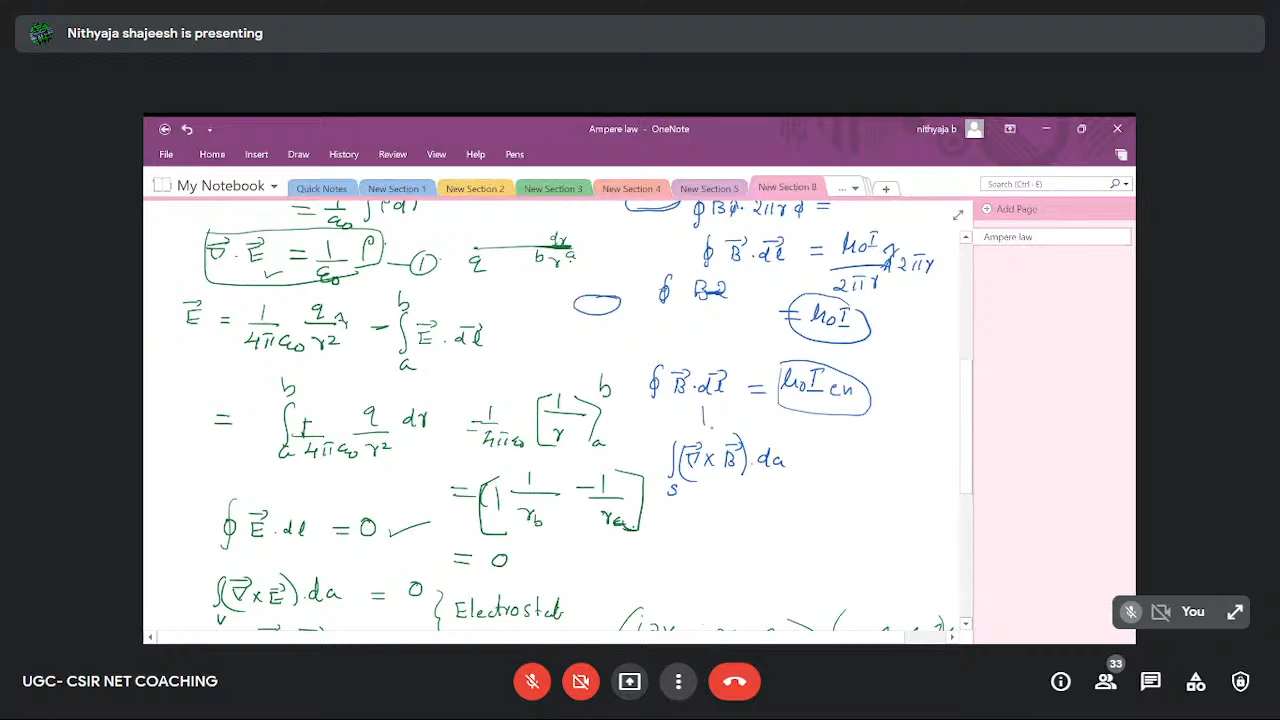 Nithyaja shajeesh is presenting
Ampere law - OneNote
nithyaja b
File Home Insert Draw History Review View Help Pens
My Notebook
Quick Notes New Section 1 New Section 2 New Section 3 New Section 4 New Section 5 New Section 8 ...
Search (Ctrl+E)
Add Page
Ampere law
∇⃗ · E⃗ = 1/ε₀ ρ — ①
q b r a dr
E⃗ = 1/4πε₀ q/r² r̂
- ∫ₐᵇ E⃗ · dl⃗
= ∫ₐᵇ 1/4πε₀ q/r² dr
= 1/4πε₀ [1/r]ₐᵇ
= [1/r_b - 1/r_a]
= 0
∮ E⃗ . dl = 0 ✓
∫ᵥ (∇⃗ × E⃗) . da = 0
∮ B⃗ . dl⃗ = μ₀I/2πr 2πr
∮ B2
= μ₀I
∮ B⃗ . dl⃗ = μ₀I en
∫ₛ (∇⃗ × B⃗) . da
You
UGC- CSIR NET COACHING
33